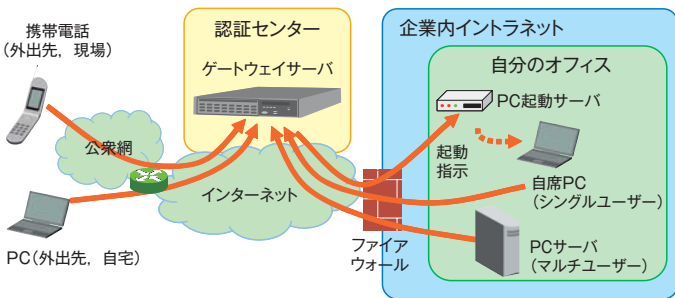 携帯電話
(外出先，現場)
認証センター
ゲートウェイサーバ
企業内イントラネット
自分のオフィス
PC起動サーバ
公衆網
起動
指示
インターネット
自席PC
(シングルユーザー)
PC(外出先，自宅)
ファイア
ウォール
PCサーバ
(マルチユーザー)